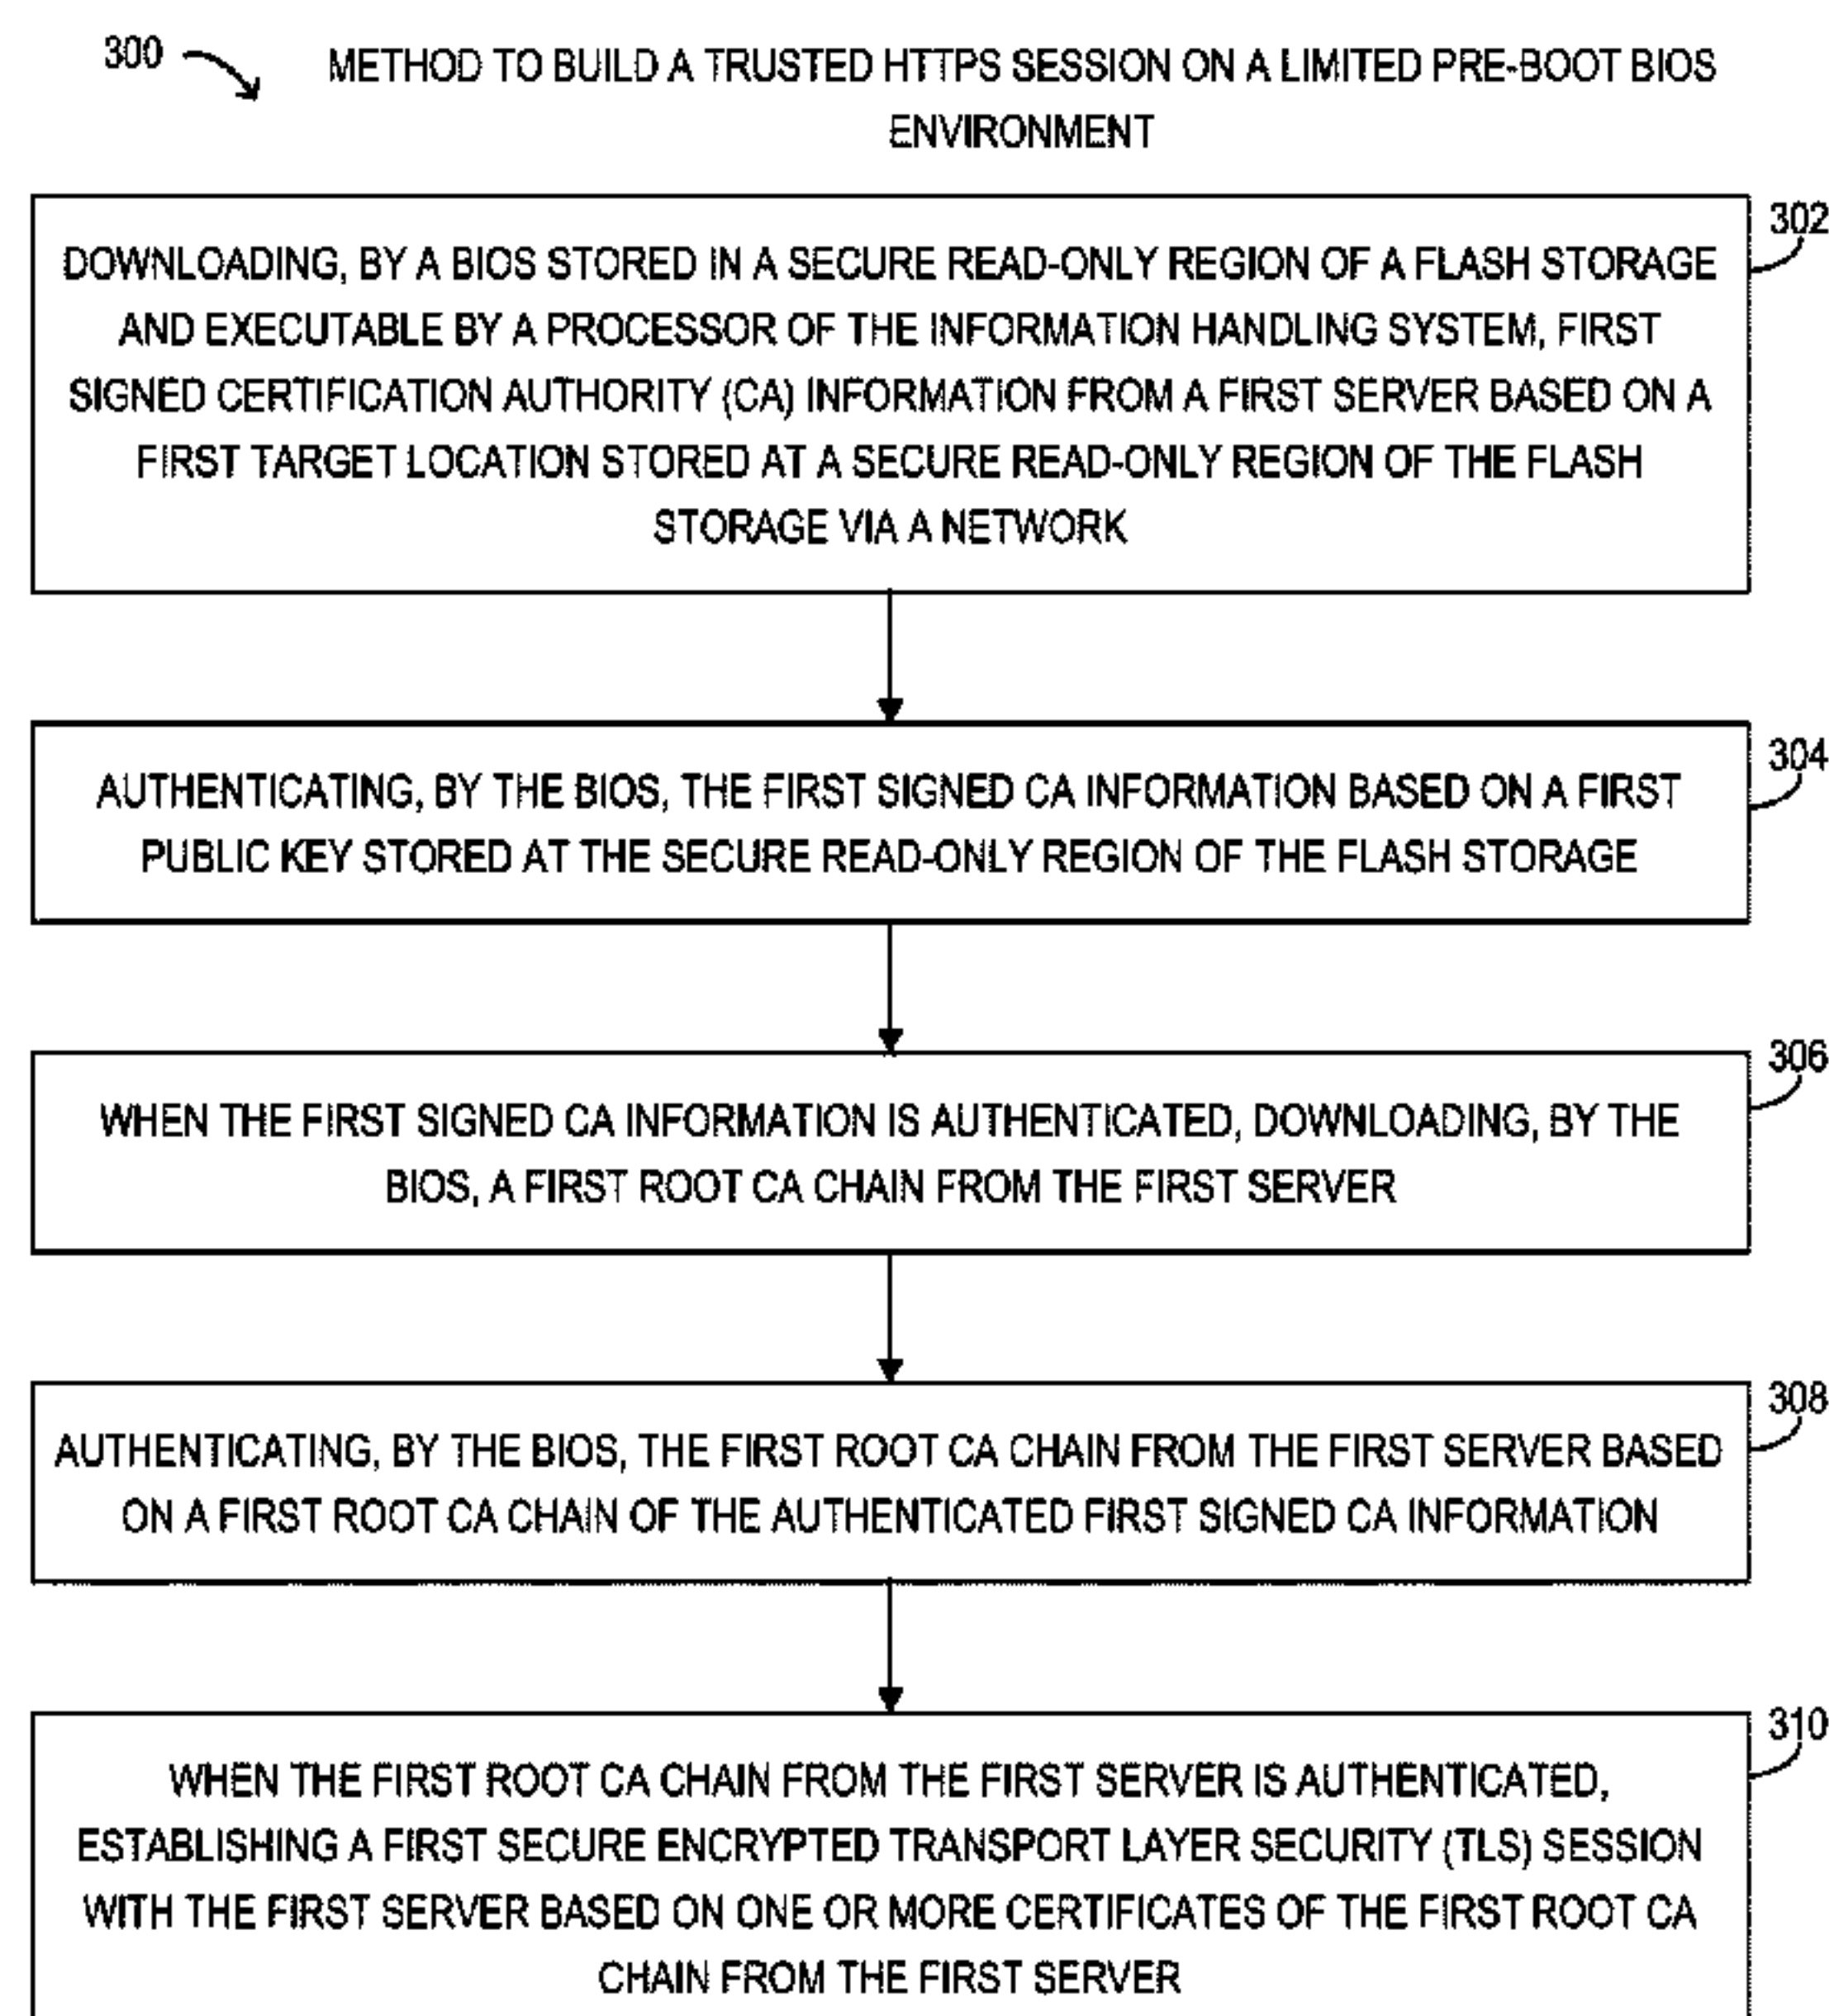 300
METHOD TO BUILD A TRUSTED HTTPS SESSION ON A LIMITED PRE-BOOT BIOS
ENVIRONMENT
302
DOWNLOADING, BY A BIOS STORED IN A SECURE READ-ONLY REGION OF A FLASH STORAGE
AND EXECUTABLE BY A PROCESSOR OF THE INFORMATION HANDLING SYSTEM, FIRST
SIGNED CERTIFICATION AUTHORITY (CA) INFORMATION FROM A FIRST SERVER BASED ON A
FIRST TARGET LOCATION STORED AT A SECURE READ-ONLY REGION OF THE FLASH
STORAGE VIA A NETWORK
304
AUTHENTICATING, BY THE BIOS, THE FIRST SIGNED CA INFORMATION BASED ON A FIRST
PUBLIC KEY STORED AT THE SECURE READ-ONLY REGION OF THE FLASH STORAGE
306
WHEN THE FIRST SIGNED CA INFORMATION IS AUTHENTICATED, DOWNLOADING, BY THE
BIOS, A FIRST ROOT CA CHAIN FROM THE FIRST SERVER
308
AUTHENTICATING, BY THE BIOS, THE FIRST ROOT CA CHAIN FROM THE FIRST SERVER BASED
ON A FIRST ROOT CA CHAIN OF THE AUTHENTICATED FIRST SIGNED CA INFORMATION
310
WHEN THE FIRST ROOT CA CHAIN FROM THE FIRST SERVER IS AUTHENTICATED,
ESTABLISHING A FIRST SECURE ENCRYPTED TRANSPORT LAYER SECURITY (TLS) SESSION
WITH THE FIRST SERVER BASED ON ONE OR MORE CERTIFICATES OF THE FIRST ROOT CA
CHAIN FROM THE FIRST SERVER